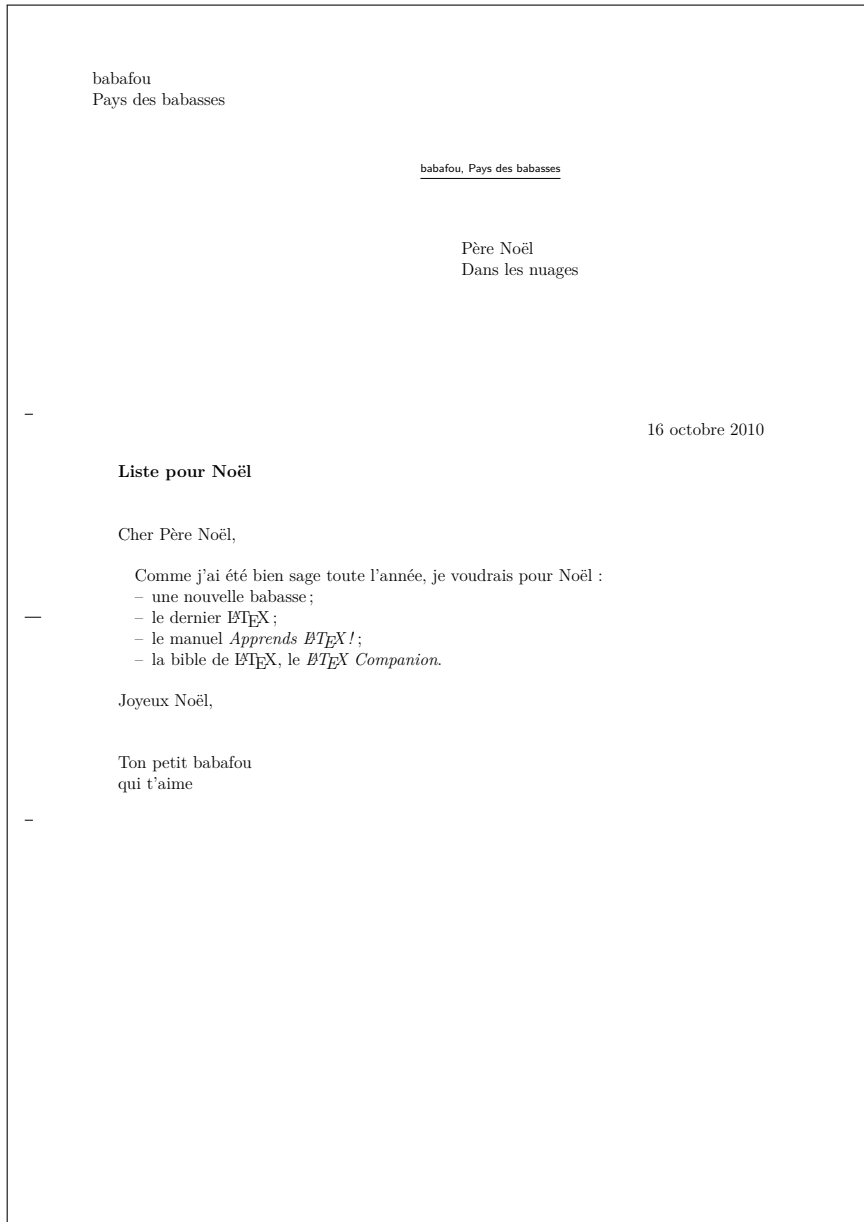 babafou
Pays des babasses
babafou, Pays des babasses
Père Noël
Dans les nuages
16 octobre 2010
Liste pour Noël
Cher Père Noël,
Comme j'ai été bien sage toute l'année, je voudrais pour Noël :
– une nouvelle babasse ;
– le dernier LATEX ;
– le manuel Apprends LATEX ! ;
– la bible de LATEX, le LATEX Companion.
Joyeux Noël,
Ton petit babafou
qui t'aime